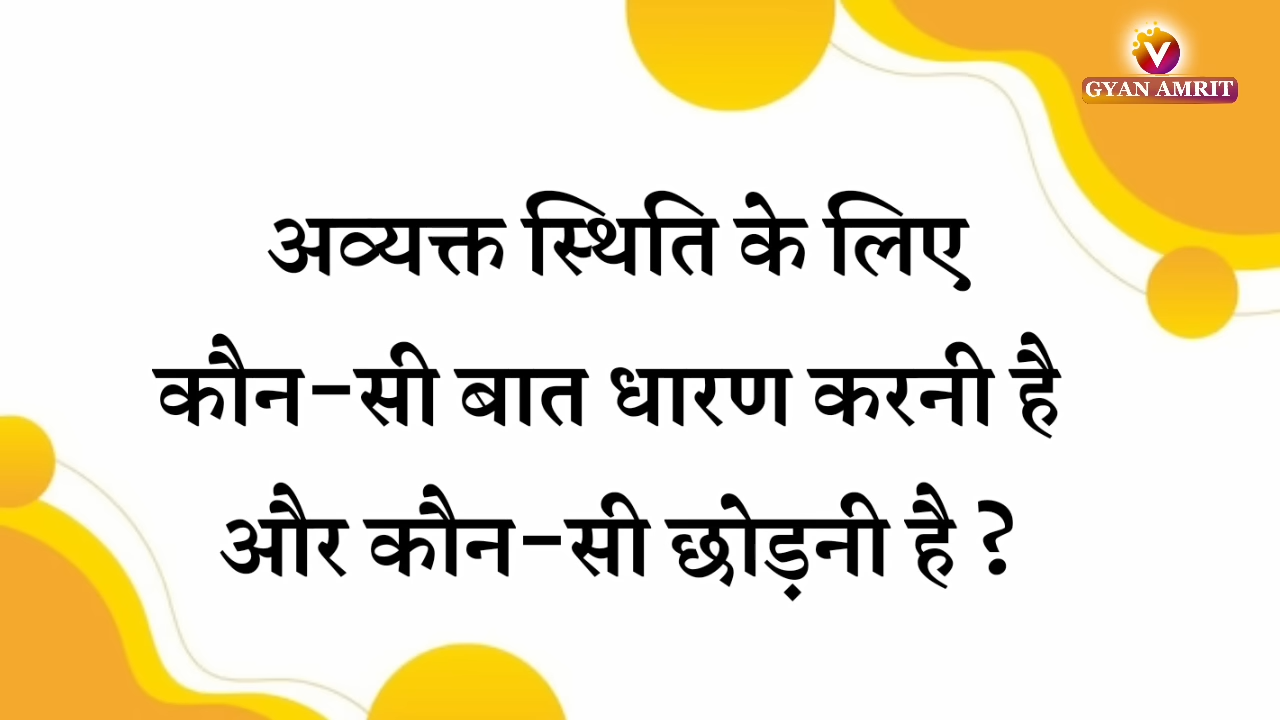 GYAN AMRIT
अव्यक्त स्थिति के लिए
कौन-सी बात धारण करनी है
और कौन-सी छोड़नी है ?